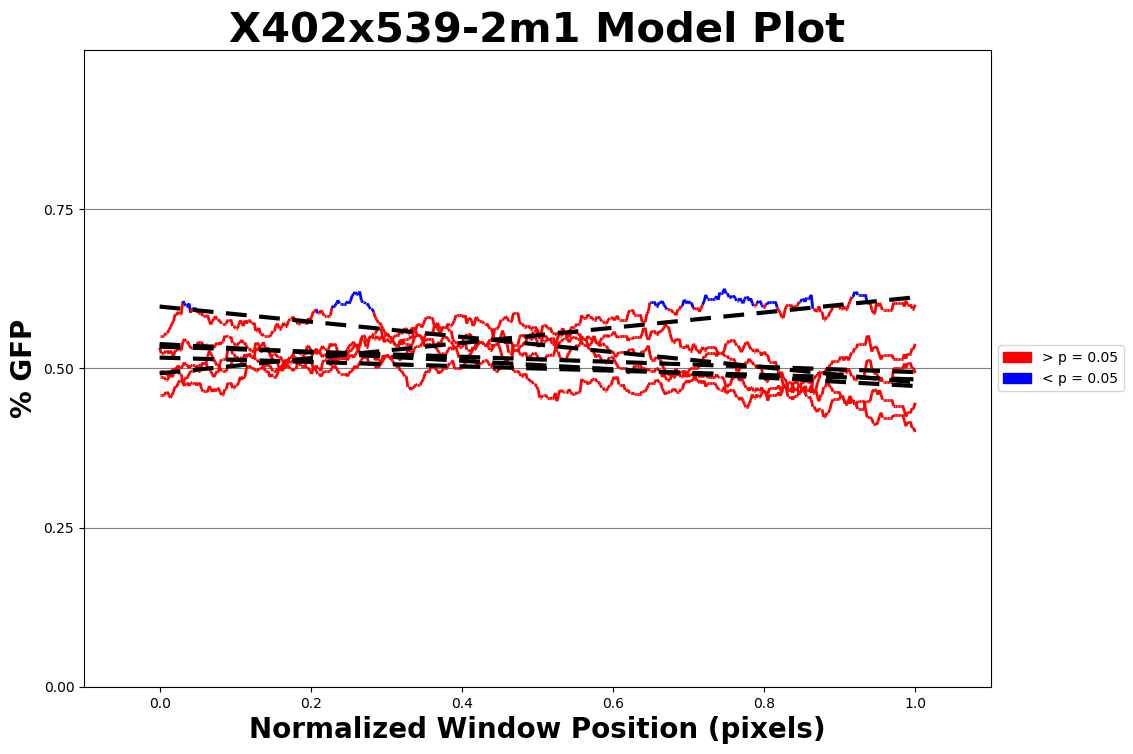 X402x539-2m1 Model Plot
% GFP
0.75
0.50
0.25
0.00
0.0 0.2 0.4 0.6 0.8 1.0
Normalized Window Position (pixels)
> p = 0.05
< p = 0.05